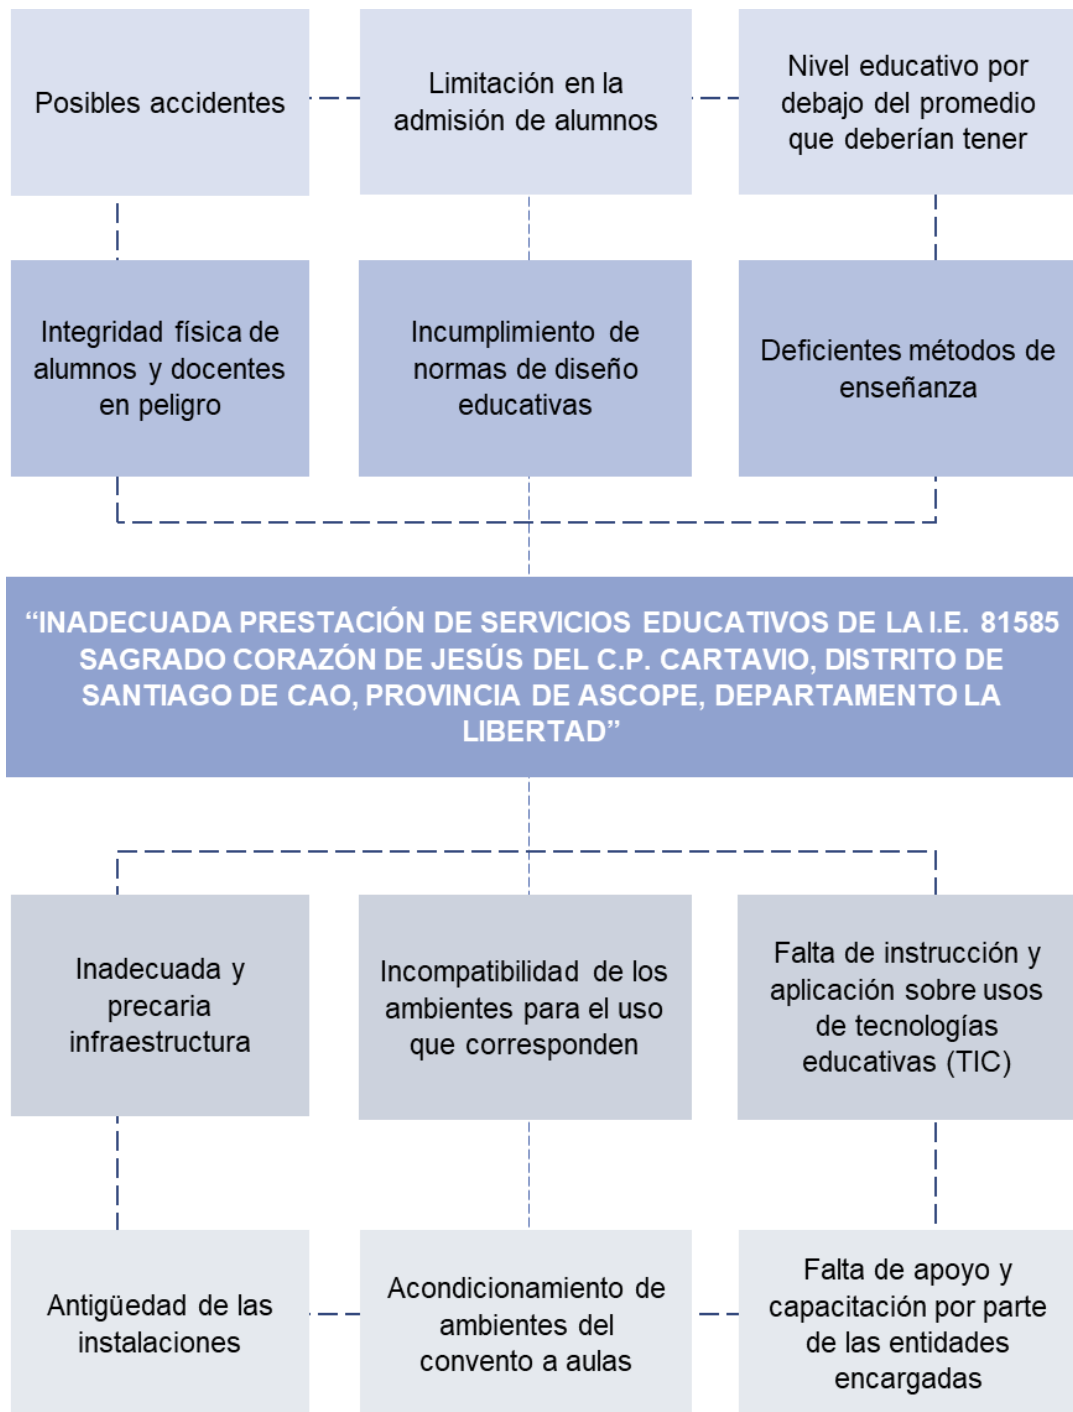 Posibles accidentes
Limitación en la
admisión de alumnos
Nivel educativo por
debajo del promedio
que deberían tener
Integridad física de
alumnos y docentes
en peligro
Incumplimiento de
normas de diseño
educativas
Deficientes métodos de
enseñanza
“INADECUADA PRESTACIÓN DE SERVICIOS EDUCATIVOS DE LA I.E. 81585
SAGRADO CORAZÓN DE JESÚS DEL C.P. CARTAVIO, DISTRITO DE
SANTIAGO DE CAO, PROVINCIA DE ASCOPE, DEPARTAMENTO LA
LIBERTAD”
Inadecuada y
precaria
infraestructura
Incompatibilidad de los
ambientes para el uso
que corresponden
Falta de instrucción y
aplicación sobre usos
de tecnologías
educativas (TIC)
Antigüedad de las
instalaciones
Acondicionamiento de
ambientes del
convento a aulas
Falta de apoyo y
capacitación por parte
de las entidades
encargadas